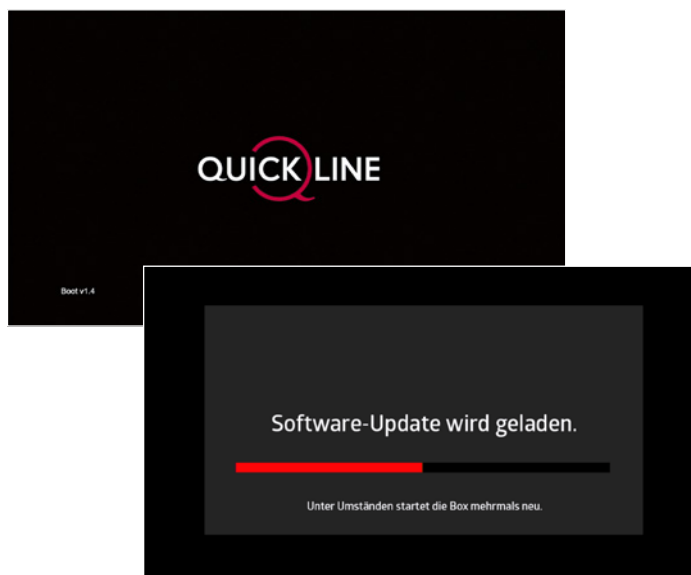 QUICKLINE
Boot v1.4
Software-Update wird geladen.
Unter Umständen startet die Box mehrmals neu.